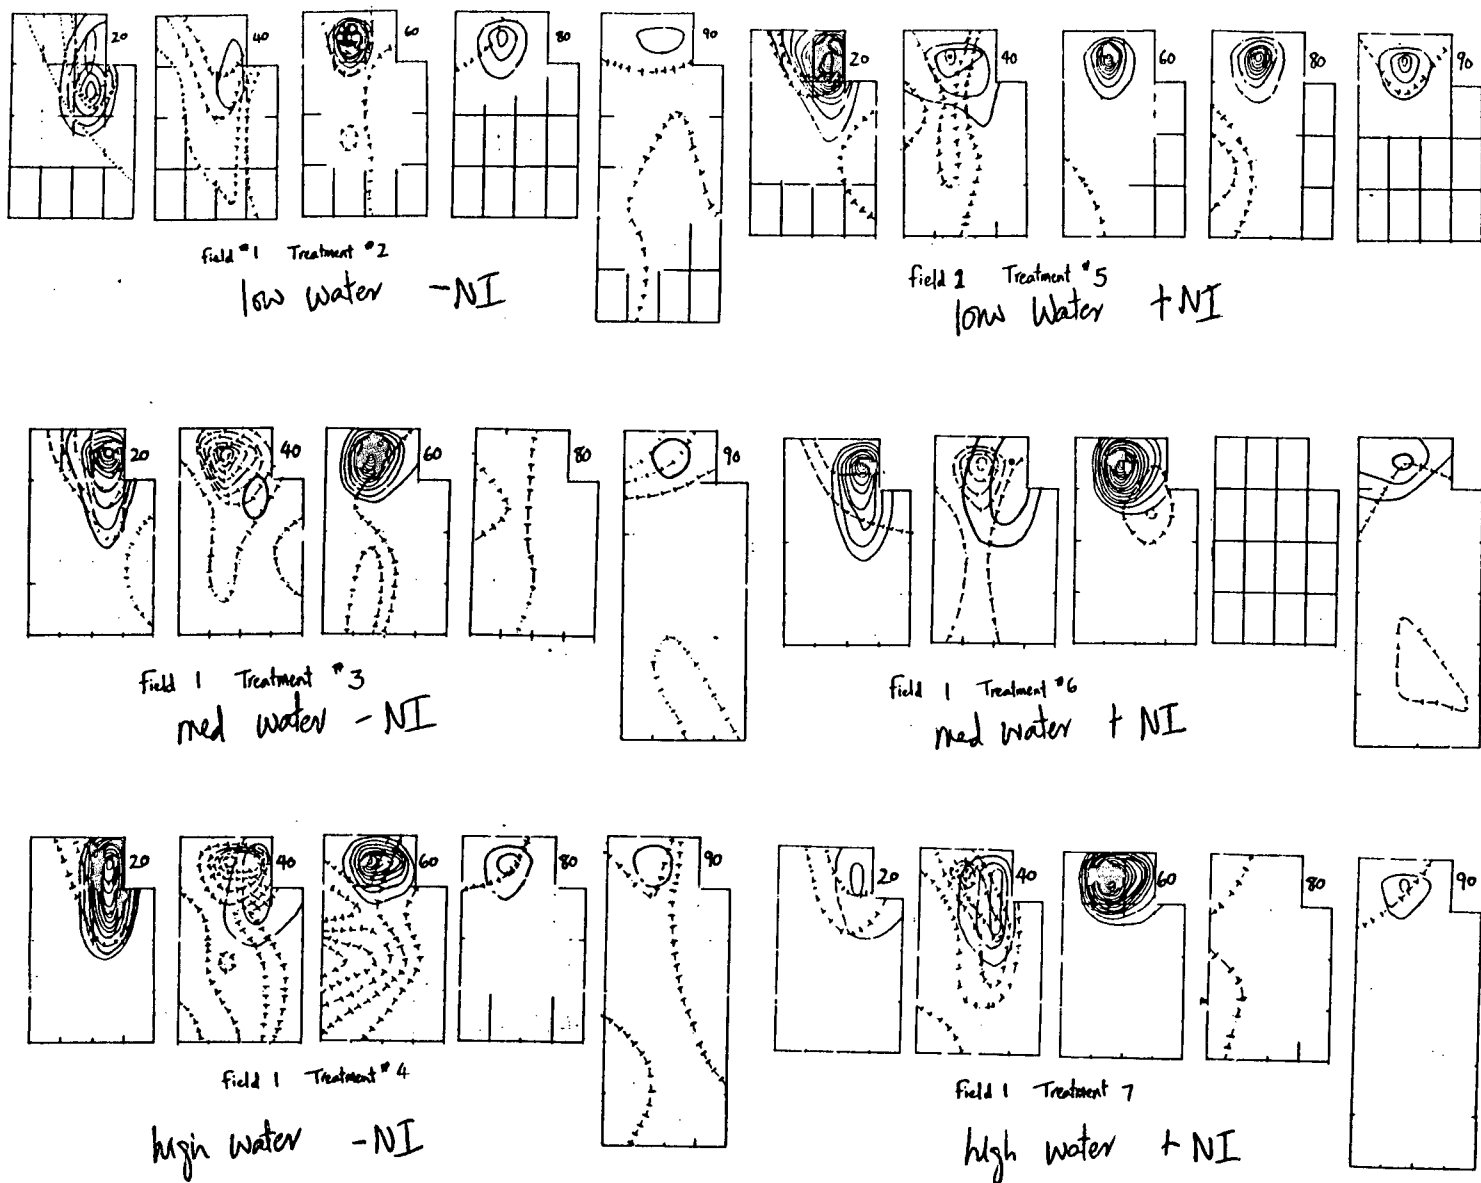 20 40 60 80 90
20 40 60 80 90
Field #1 Treatment #2
low water -NI
Field 1 Treatment #5
low Water +NI
20 40 60 80 90
Field 1 Treatment #3
med water - NI
Field 1 Treatment #6
med water + NI
20 40 60 80 90
20 40 60 80 90
Field 1 Treatment #4
high water -NI
Field 1 Treatment 7
high water + NI